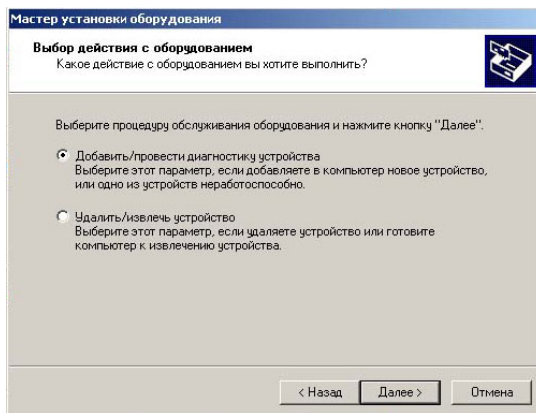 Мастер установки оборудования
Выбор действия с оборудованием
Какое действие с оборудованием вы хотите выполнить?
Выберите процедуру обслуживания оборудования и нажмите кнопку "Далее".
Добавить/провести диагностику устройства
Выберите этот параметр, если добавляете в компьютер новое устройство,
или одно из устройств неработоспособно.
Удалить/извлечь устройство
Выберите этот параметр, если удаляете устройство или готовите
компьютер к извлечению устройства.
< Назад Далее > Отмена